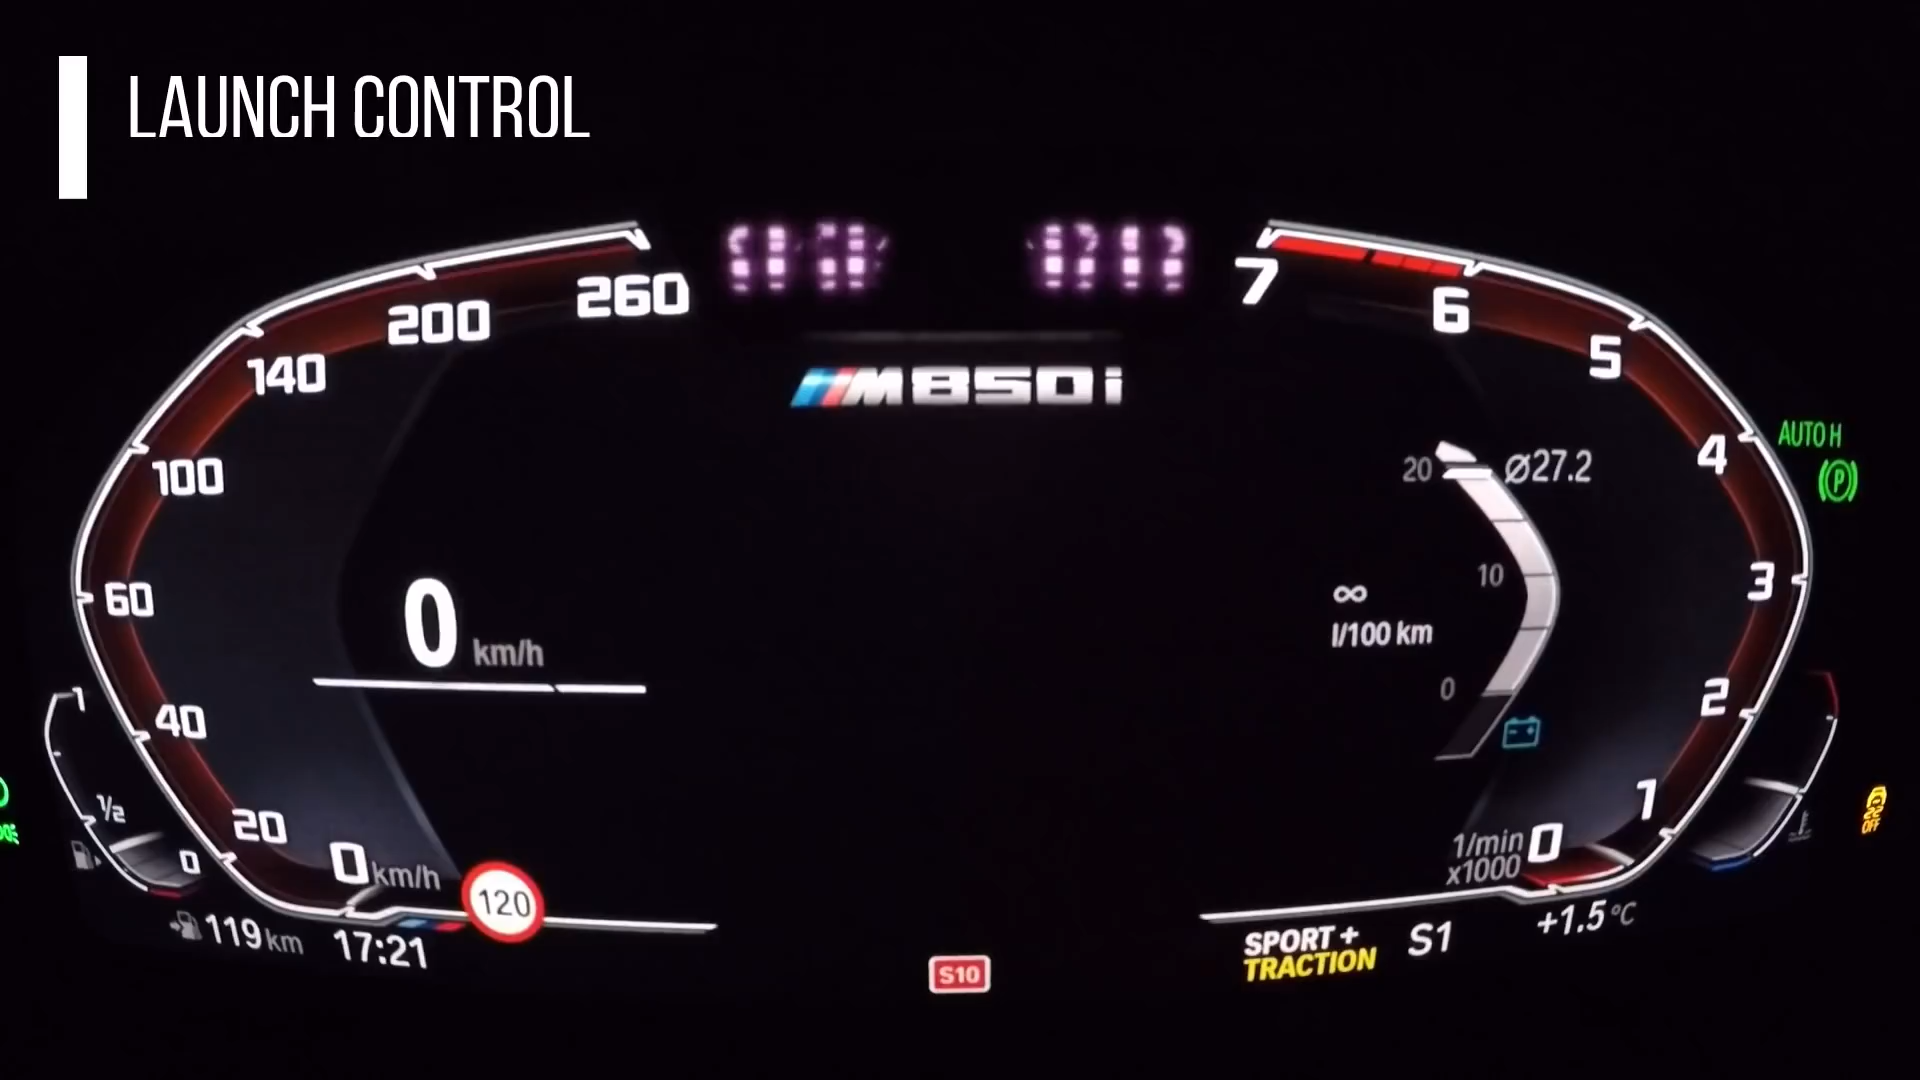 LAUNCH CONTROL
260
200
140
100
60
40
20
0 km/h
7
6
5
4
3
2
1
0
1/min
x1000
M850i
0 km/h
20
Ø27.2
10
∞
l/100 km
0
AUTO H
P
1
1/2
0
OFF
120
119 km
17:21
S10
SPORT +
TRACTION
S1
+1.5 °C